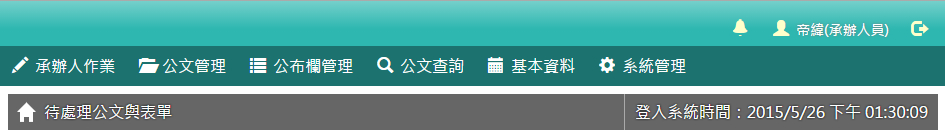 帝緯(承辦人員)
承辦人作業 公文管理 公布欄管理 公文查詢 基本資料 系統管理
待處理公文與表單 登入系統時間：2015/5/26 下午 01:30:09